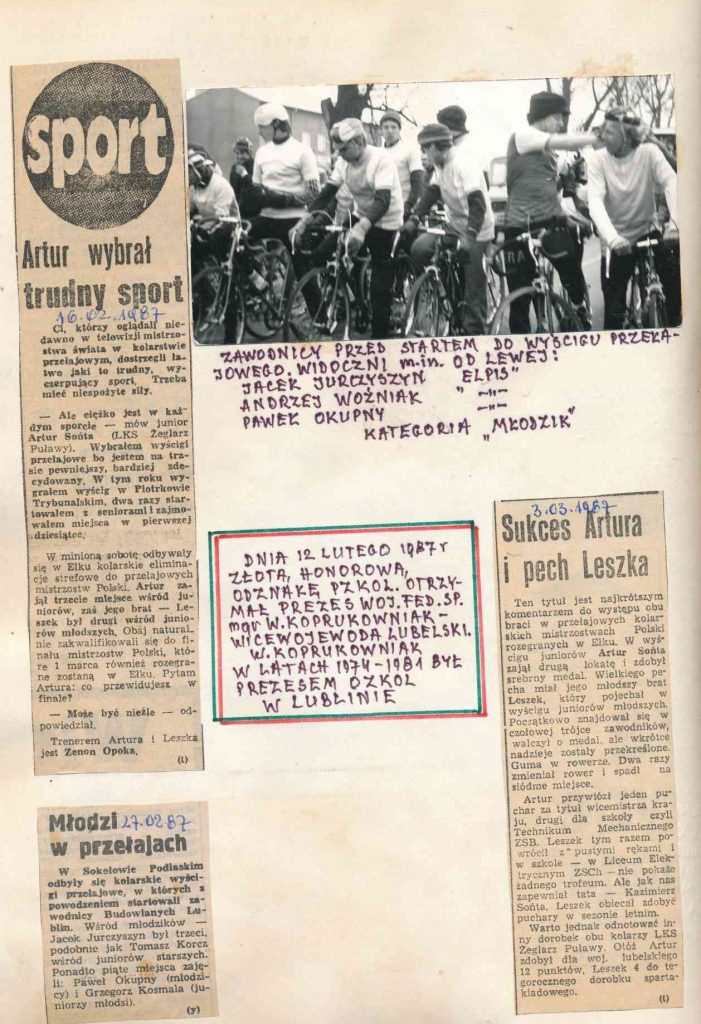 sport
Artur wybrał
trudny sport
16.02.1987
Ci, którzy oglądali nie-
dawno w telewizji mistrzo-
stwa świata w kolarstwie
przełajowym, dostrzegli ła-
two jaki to trudny, wy-
czerpujący sport. Trzeba
mieć niespożyte siły.
— Ale ciężko jest w każ-
dym sporcie — mów junior
Artur Sońta (LKS Żeglarz
Puławy). Wybrałem wyścigi
przełajowe bo jestem na tra-
sie pewniejszy, bardziej zde-
cydowany. W tym roku wy-
grałem wyścig w Piotrkowie
Trybunalskim, dwa razy star-
towałem z seniorami i zajmo-
wałem miejsca w pierwszej
dziesiątce.
W minioną sobotę odbywały
się w Ełku kolarskie elimina-
cje strefowe do przełajowych
mistrzostw Polski. Artur za-
jął trzecie miejsce wśród ju-
niorów, zaś jego brat — Le-
szek był drugi wśród junio-
rów młodszych. Obaj natural-
nie zakwalifikowali się do fi-
nału mistrzostw Polski, któ-
re 1 marca również rozegra-
ne zostaną w Ełku. Pytam
Artura: co przewidujesz w
finale?
— Może być nieźle — od-
powiedział.
Trenerem Artura i Leszka
jest Zenon Opoka.
(t)
ZAWODNICY PRZED STARTEM DO WYŚCIGU PRZEŁA-
JOWEGO. WIDOCZNI m.in. OD LEWEJ:
JACEK JURCZYSZYN "ELPIS"
ANDRZEJ WOŹNIAK —"—
PAWEŁ OKUPNY —"—
KATEGORIA „MŁODZIK"
DNIA 12 LUTEGO 1987 r
ZŁOTĄ, HONOROWĄ,
ODZNAKĘ PZKOL. OTRZY-
MAŁ PREZES WOJ. FED. SP.
mgr W. KOPRUKOWNIAK —
WICEWOJEWODA LUBELSKI.
W. KOPRUKOWNIAK
W LATACH 1974-1981 BYŁ
PREZESEM OZKOL
W LUBLINIE
Młodzi 27.02 87
w przełajach
W Sokołowie Podlaskim
odbyły się kolarskie wyści-
gi przełajowe, w których z
powodzeniem startowali za-
wodnicy Budowlanych Lu-
blin. Wśród młodzików —
Jacek Jurczyszyn był trzeci,
podobnie jak Tomasz Korcz
wśród juniorów starszych.
Ponadto piąte miejsca zaję-
li: Paweł Okupny (młodzi-
cy) i Grzegorz Kosmala (ju-
niorzy młodsi).
(y)
3.03.1987
Sukces Artura
i pech Leszka
Ten tytuł jest najkrótszym
komentarzem do występu obu
braci w przełajowych kolar-
skich mistrzostwach Polski
rozegranych w Ełku. W wyś-
cigu juniorów Artur Sońta
zajął drugą lokatę i zdobył
srebrny medal. Wielkiego pe-
cha miał jego młodszy brat
Leszek, który pojechał w
wyścigu juniorów młodszych.
Początkowo znajdował się w
czołowej trójce zawodników,
walczył o medal, ale wkrótce
nadzieje zostały przekreślone.
Guma w rowerze. Dwa razy
zmieniał rower i spadł na
siódme miejsce.
Artur przywiózł jeden pu-
char za tytuł wicemistrza kra-
ju, drugi dla szkoły czyli
Technikum Mechanicznego
ZSB. Leszek tym razem po-
wrócił z pustymi rękami i
w szkole — w Liceum Elek-
trycznym ZSCh — nie pokaże
żadnego trofeum. Ale jak nas
zapewniał tata — Kazimierz
Sońta, Leszek obiecał zdobyć
puchary w sezonie letnim.
Warto jednak odnotować in-
ny dorobek obu kolarzy LKS
Żeglarz Puławy. Otóż Artur
zdobył dla woj. lubelskiego
12 punktów, Leszek 4 do te-
gorocznego dorobku sparta-
kiadowego.
(t)